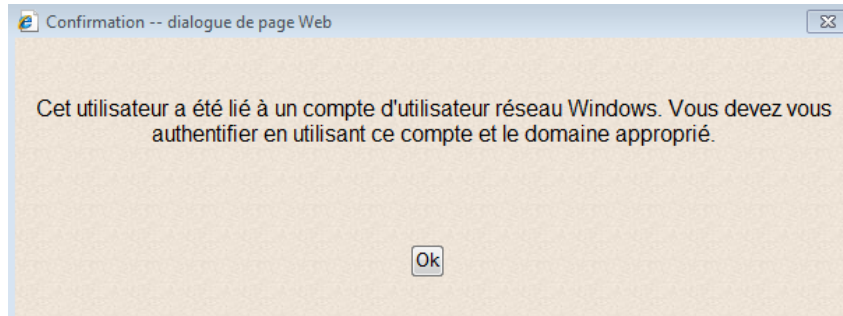 Confirmation -- dialogue de page Web
Cet utilisateur a été lié à un compte d'utilisateur réseau Windows. Vous devez vous
authentifier en utilisant ce compte et le domaine approprié.
Ok